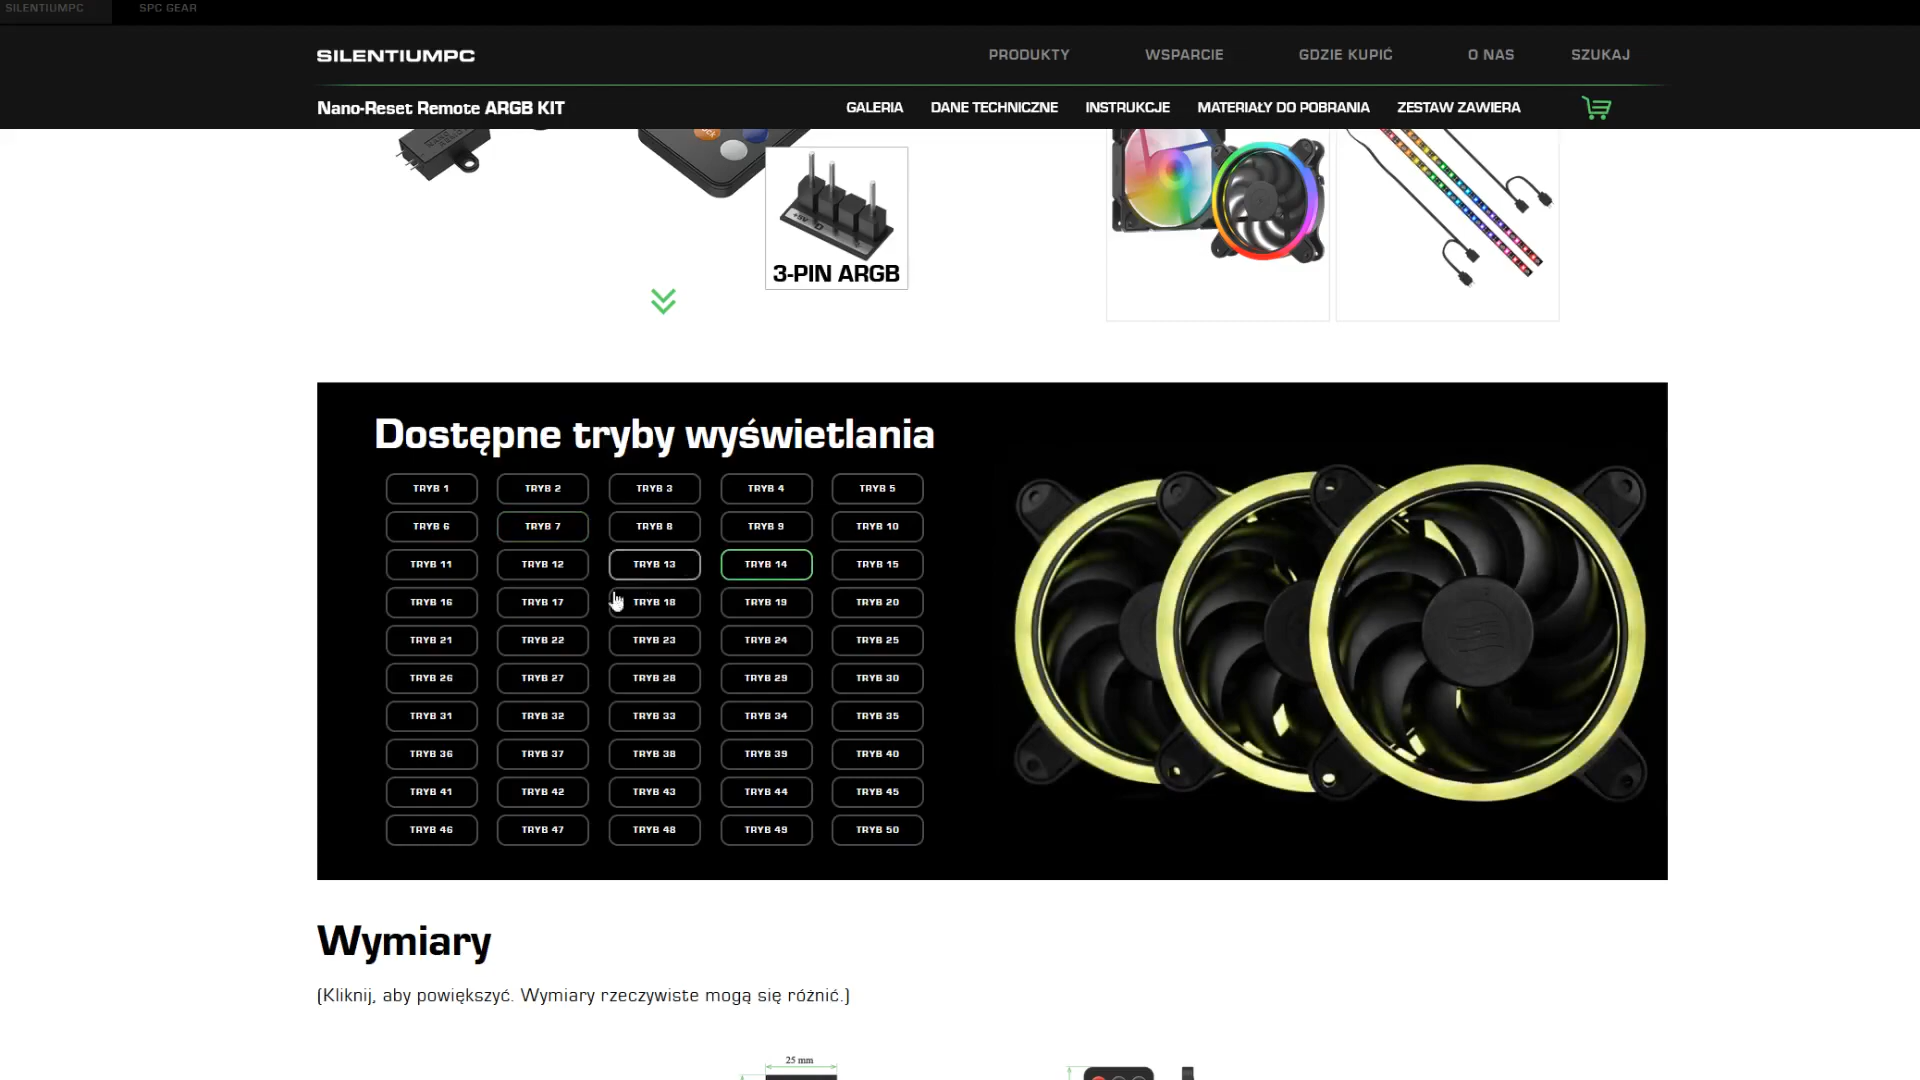 SILENTIUMPC
SPC GEAR
SILENTIUMPC
PRODUKTY
WSPARCIE
GDZIE KUPIĆ
O NAS
SZUKAJ
Nano-Reset Remote ARGB KIT
GALERIA
DANE TECHNICZNE
INSTRUKCJE
MATERIAŁY DO POBRANIA
ZESTAW ZAWIERA
+5V D
3-PIN ARGB
Dostępne tryby wyświetlania
TRYB 1 TRYB 2 TRYB 3 TRYB 4 TRYB 5
TRYB 6 TRYB 7 TRYB 8 TRYB 9 TRYB 10
TRYB 11 TRYB 12 TRYB 13 TRYB 14 TRYB 15
TRYB 16 TRYB 17 TRYB 18 TRYB 19 TRYB 20
TRYB 21 TRYB 22 TRYB 23 TRYB 24 TRYB 25
TRYB 26 TRYB 27 TRYB 28 TRYB 29 TRYB 30
TRYB 31 TRYB 32 TRYB 33 TRYB 34 TRYB 35
TRYB 36 TRYB 37 TRYB 38 TRYB 39 TRYB 40
TRYB 41 TRYB 42 TRYB 43 TRYB 44 TRYB 45
TRYB 46 TRYB 47 TRYB 48 TRYB 49 TRYB 50
Wymiary
(Kliknij, aby powiększyć. Wymiary rzeczywiste mogą się różnić.)
25 mm